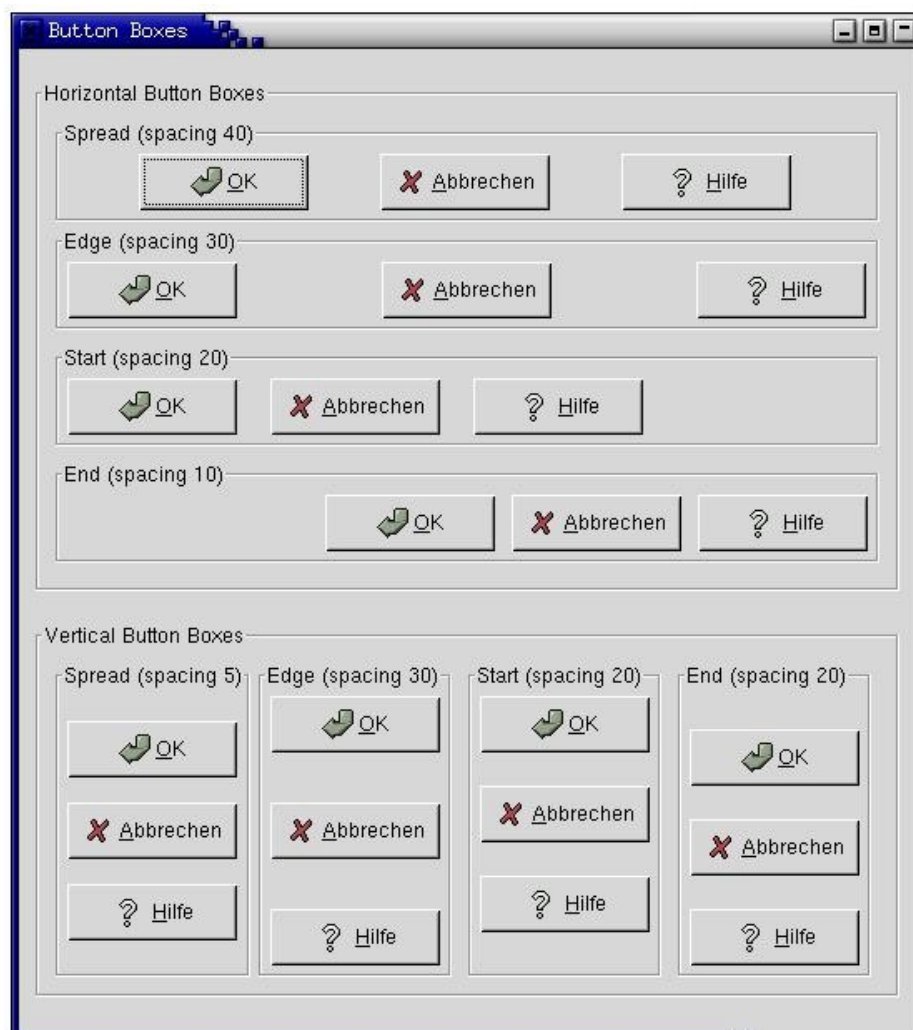 Button Boxes
Horizontal Button Boxes
Spread (spacing 40)
OK Abbrechen Hilfe
Edge (spacing 30)
OK Abbrechen Hilfe
Start (spacing 20)
OK Abbrechen Hilfe
End (spacing 10)
OK Abbrechen Hilfe
Vertical Button Boxes
Spread (spacing 5)
OK
Abbrechen
Hilfe
Edge (spacing 30)
OK
Abbrechen
Hilfe
Start (spacing 20)
OK
Abbrechen
Hilfe
End (spacing 20)
OK
Abbrechen
Hilfe